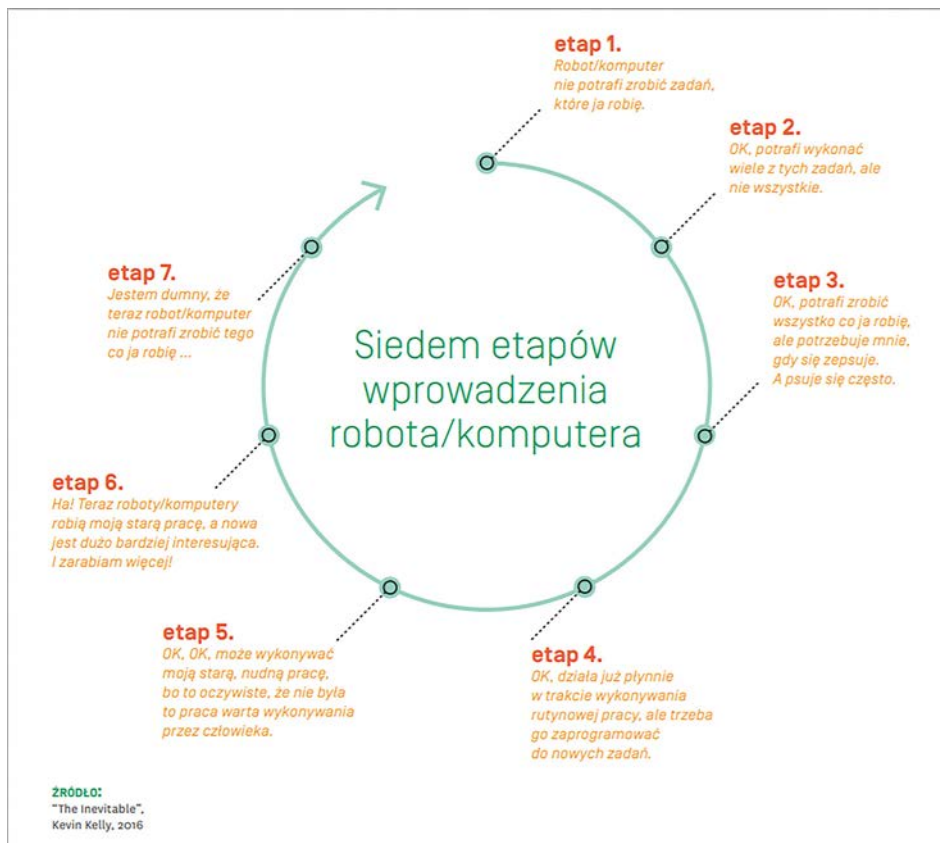 etap 1.
Robot/komputer
nie potrafi zrobić zadań,
które ja robię.
etap 2.
OK, potrafi wykonać
wiele z tych zadań, ale
nie wszystkie.
etap 3.
OK, potrafi zrobić
wszystko co ja robię,
ale potrzebuje mnie,
gdy się zepsuje.
A psuje się często.
etap 4.
OK, działa już płynnie
w trakcie wykonywania
rutynowej pracy, ale trzeba
go zaprogramować
do nowych zadań.
etap 5.
OK, OK, może wykonywać
moją starą, nudną pracę,
bo to oczywiste, że nie była
to praca warta wykonywania
przez człowieka.
etap 6.
Ha! Teraz roboty/komputery
robią moją starą pracę, a nowa
jest dużo bardziej interesująca.
I zarabiam więcej!
etap 7.
Jestem dumny, że
teraz robot/komputer
nie potrafi zrobić tego
co ja robię ...
Siedem etapów
wprowadzenia
robota/komputera
ŹRÓDŁO:
"The Inevitable",
Kevin Kelly, 2016